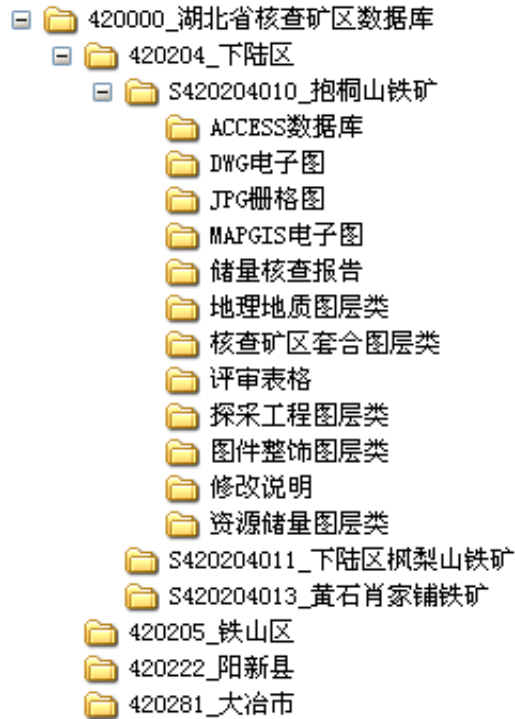 420000_湖北省核查矿区数据库
420204_下陆区
S420204010_抱桐山铁矿
ACCESS数据库
DWG电子图
JPG栅格图
MAPGIS电子图
储量核查报告
地理地质图层类
核查矿区套合图层类
评审表格
探采工程图层类
图件整饰图层类
修改说明
资源储量图层类
S420204011_下陆区枫梨山铁矿
S420204013_黄石肖家铺铁矿
420205_铁山区
420222_阳新县
420281_大冶市